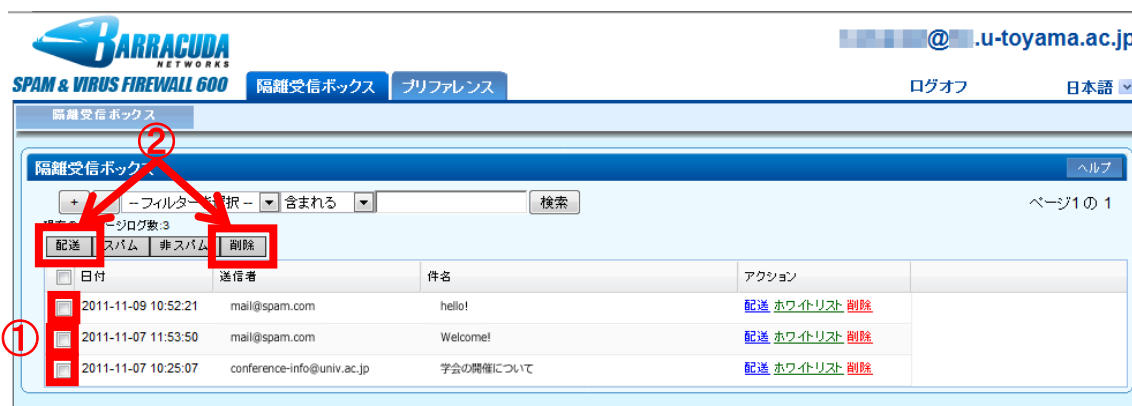 BARRACUDA
NETWORKS
@ .u-toyama.ac.jp
SPAM & VIRUS FIREWALL 600 隔離受信ボックス プリファレンス ログオフ 日本語
隔離受信ボックス
②
隔離受信ボックス ヘルプ
+ --フィルター 選択-- 含まれる 検索 ページ1の 1
ージログ数:3
配送 スパム 非スパム 削除
日付 送信者 件名 アクション
2011-11-09 10:52:21 mail@spam.com hello! 配送 ホワイトリスト 削除
① 2011-11-07 11:53:50 mail@spam.com Welcome! 配送 ホワイトリスト 削除
2011-11-07 10:25:07 conference-info@univ.ac.jp 学会の開催について 配送 ホワイトリスト 削除